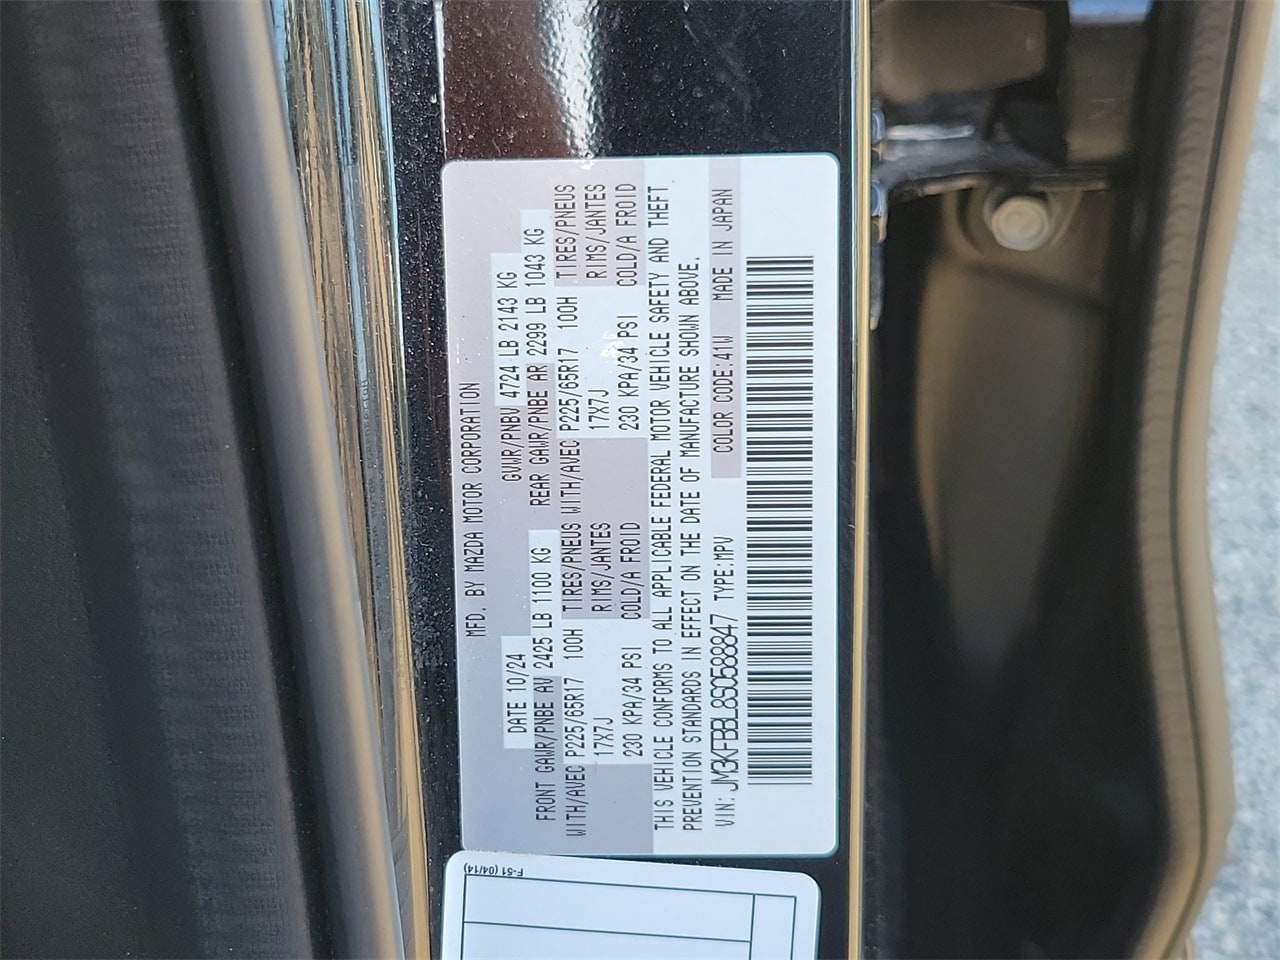 MFD. BY MAZDA MOTOR CORPORATION
DATE 10/24 GVWR/PNBV 4724 LB 2143 KG
FRONT GAWR/PNBE AV 2425 LB 1100 KG REAR GAWR/PNBE AR 2299 LB 1043 KG
WITH/AVEC P225/65R17 100H TIRES/PNEUS WITH/AVEC P225/65R17 100H TIRES/PNEUS
17X7J RIMS/JANTES 17X7J RIMS/JANTES
230 KPA/34 PSI COLD/A FROID 230 KPA/34 PSI COLD/A FROID
THIS VEHICLE CONFORMS TO ALL APPLICABLE FEDERAL MOTOR VEHICLE SAFETY AND THEFT
PREVENTION STANDARDS IN EFFECT ON THE DATE OF MANUFACTURE SHOWN ABOVE.
VIN: JM3KFBBL8S0588847 TYPE:MPV COLOR CODE:41W MADE IN JAPAN
F-51 (04/14)